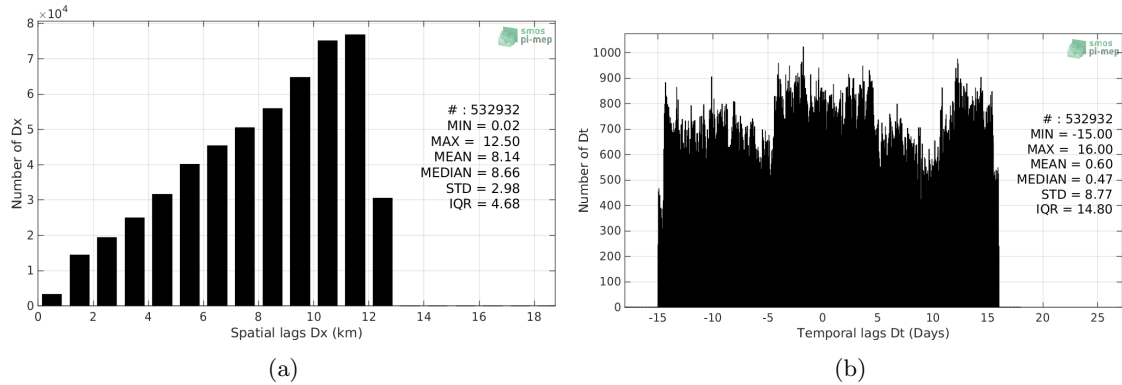 ×10⁴
8
7
6
5
4
3
2
1
0
Number of Dx
smos
pi-mep
# : 532932
MIN = 0.02
MAX = 12.50
MEAN = 8.14
MEDIAN = 8.66
STD = 2.98
IQR = 4.68
0 2 4 6 8 10 12 14 16 18
Spatial lags Dx (km)
(a)
1000
900
800
700
600
500
400
300
200
100
0
Number of Dt
smos
pi-mep
# : 532932
MIN = -15.00
MAX = 16.00
MEAN = 0.60
MEDIAN = 0.47
STD = 8.77
IQR = 14.80
-15 -10 -5 0 5 10 15 20 25
Temporal lags Dt (Days)
(b)